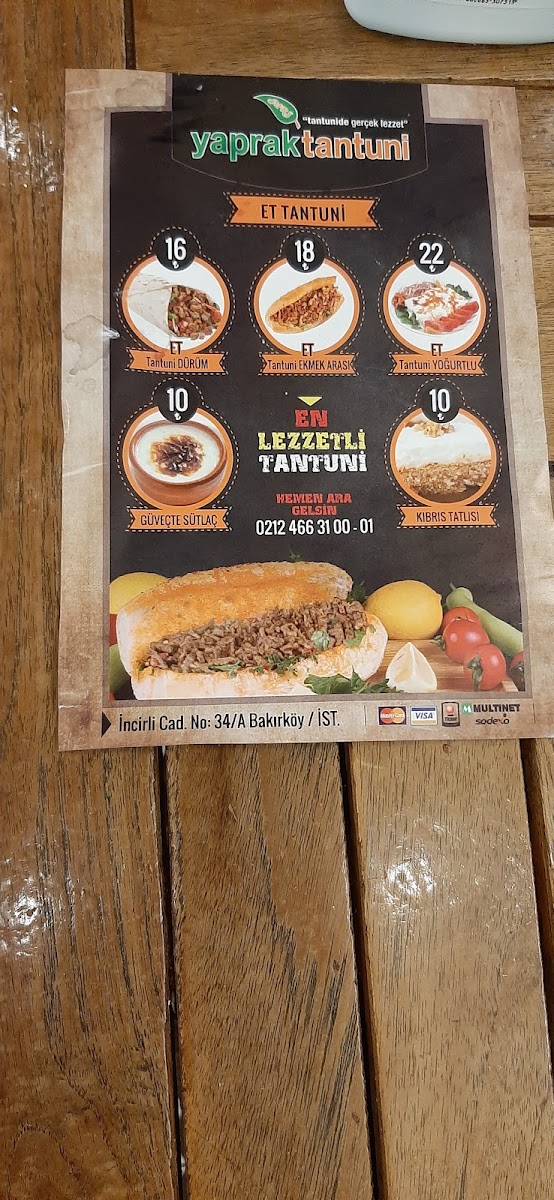 "tantunide gerçek lezzet"
yapraktantuni
ET TANTUNİ
16 ₺
18 ₺
22 ₺
ET
Tantuni DÜRÜM
ET
Tantuni EKMEK ARASI
ET
Tantuni YOĞURTLU
10 ₺
10 ₺
EN
LEZZETLİ
TANTUNİ
HEMEN ARA
GELSİN
0212 466 31 00 - 01
GÜVEÇTE SÜTLAÇ
KIBRIS TATLISI
İncirli Cad. No: 34/A Bakırköy / İST.
MasterCard
VISA
MULTINET
sodexo